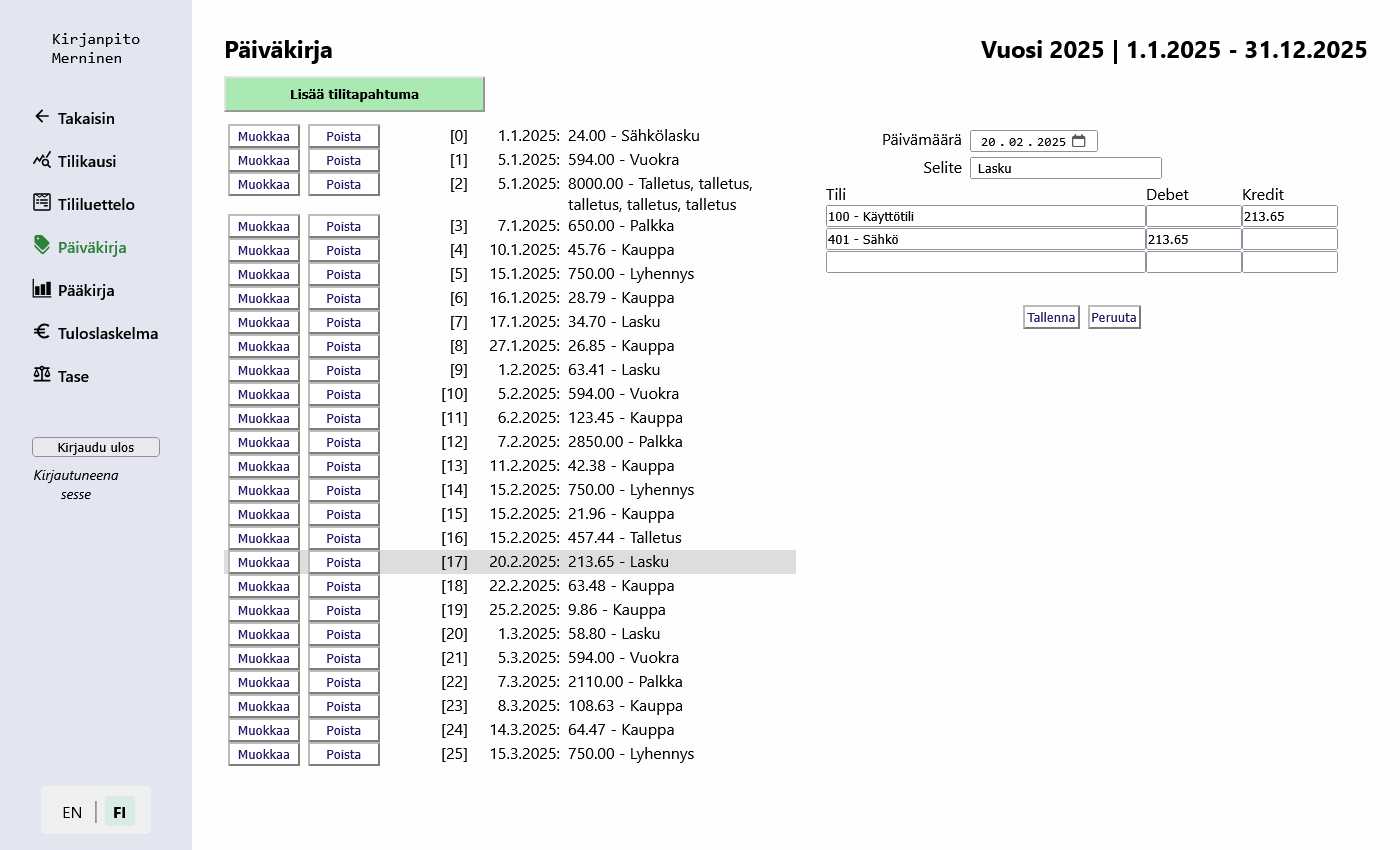 Kirjanpito
Merninen
Takaisin
Tilikausi
Tililuettelo
Päiväkirja
Pääkirja
Tuloslaskelma
Tase
Kirjaudu ulos
Kirjautuneena
sesse
EN | FI
Päiväkirja
Vuosi 2025 | 1.1.2025 - 31.12.2025
Lisää tilitapahtuma
Muokkaa Poista [0] 1.1.2025: 24.00 - Sähkölasku
Muokkaa Poista [1] 5.1.2025: 594.00 - Vuokra
Muokkaa Poista [2] 5.1.2025: 8000.00 - Talletus, talletus,
talletus, talletus, talletus
Muokkaa Poista [3] 7.1.2025: 650.00 - Palkka
Muokkaa Poista [4] 10.1.2025: 45.76 - Kauppa
Muokkaa Poista [5] 15.1.2025: 750.00 - Lyhennys
Muokkaa Poista [6] 16.1.2025: 28.79 - Kauppa
Muokkaa Poista [7] 17.1.2025: 34.70 - Lasku
Muokkaa Poista [8] 27.1.2025: 26.85 - Kauppa
Muokkaa Poista [9] 1.2.2025: 63.41 - Lasku
Muokkaa Poista [10] 5.2.2025: 594.00 - Vuokra
Muokkaa Poista [11] 6.2.2025: 123.45 - Kauppa
Muokkaa Poista [12] 7.2.2025: 2850.00 - Palkka
Muokkaa Poista [13] 11.2.2025: 42.38 - Kauppa
Muokkaa Poista [14] 15.2.2025: 750.00 - Lyhennys
Muokkaa Poista [15] 15.2.2025: 21.96 - Kauppa
Muokkaa Poista [16] 15.2.2025: 457.44 - Talletus
Muokkaa Poista [17] 20.2.2025: 213.65 - Lasku
Muokkaa Poista [18] 22.2.2025: 63.48 - Kauppa
Muokkaa Poista [19] 25.2.2025: 9.86 - Kauppa
Muokkaa Poista [20] 1.3.2025: 58.80 - Lasku
Muokkaa Poista [21] 5.3.2025: 594.00 - Vuokra
Muokkaa Poista [22] 7.3.2025: 2110.00 - Palkka
Muokkaa Poista [23] 8.3.2025: 108.63 - Kauppa
Muokkaa Poista [24] 14.3.2025: 64.47 - Kauppa
Muokkaa Poista [25] 15.3.2025: 750.00 - Lyhennys
Päivämäärä 20.02.2025
Selite Lasku
Tili Debet Kredit
100 - Käyttötili 213.65
401 - Sähkö 213.65
Tallenna Peruuta